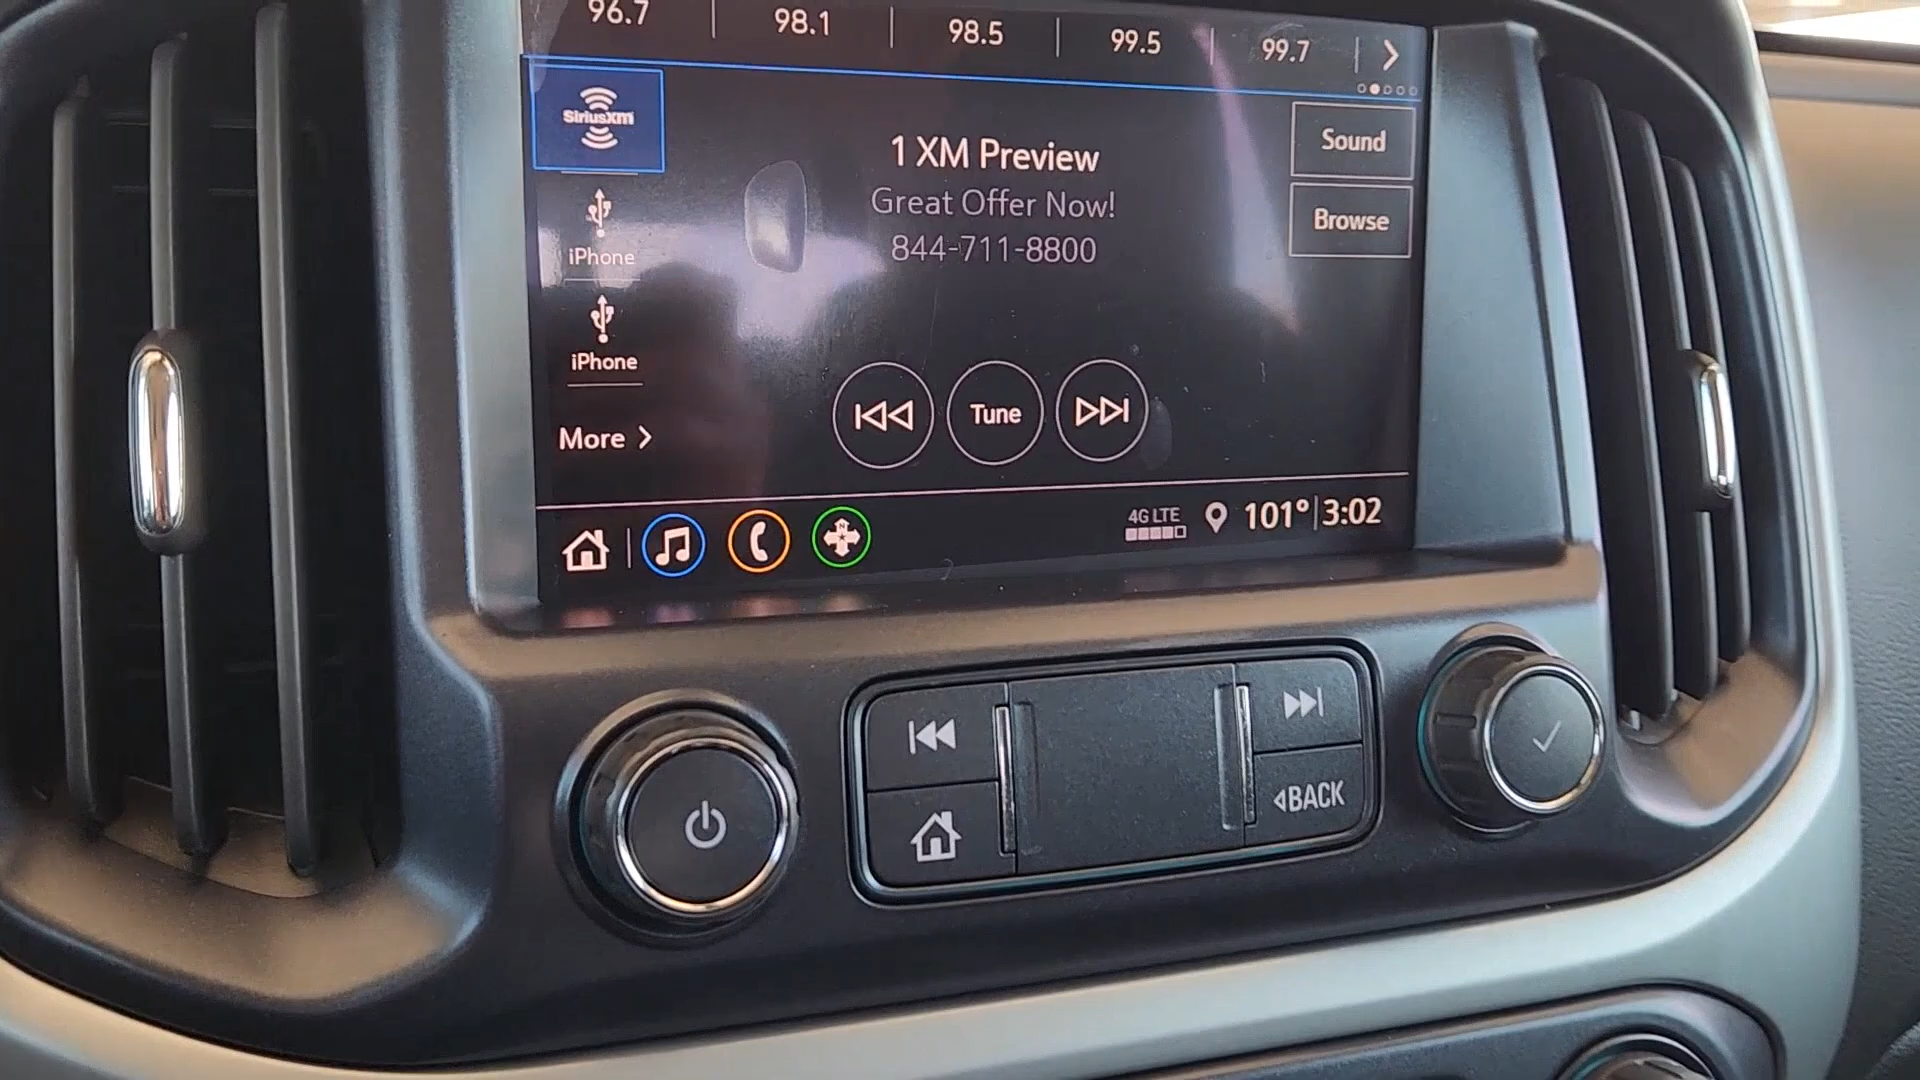 96.7
98.1
98.5
99.5
99.7
SiriusXM
1 XM Preview
Great Offer Now!
844-711-8800
Sound
Browse
iPhone
iPhone
More
Tune
4G LTE
101° 3:02
BACK